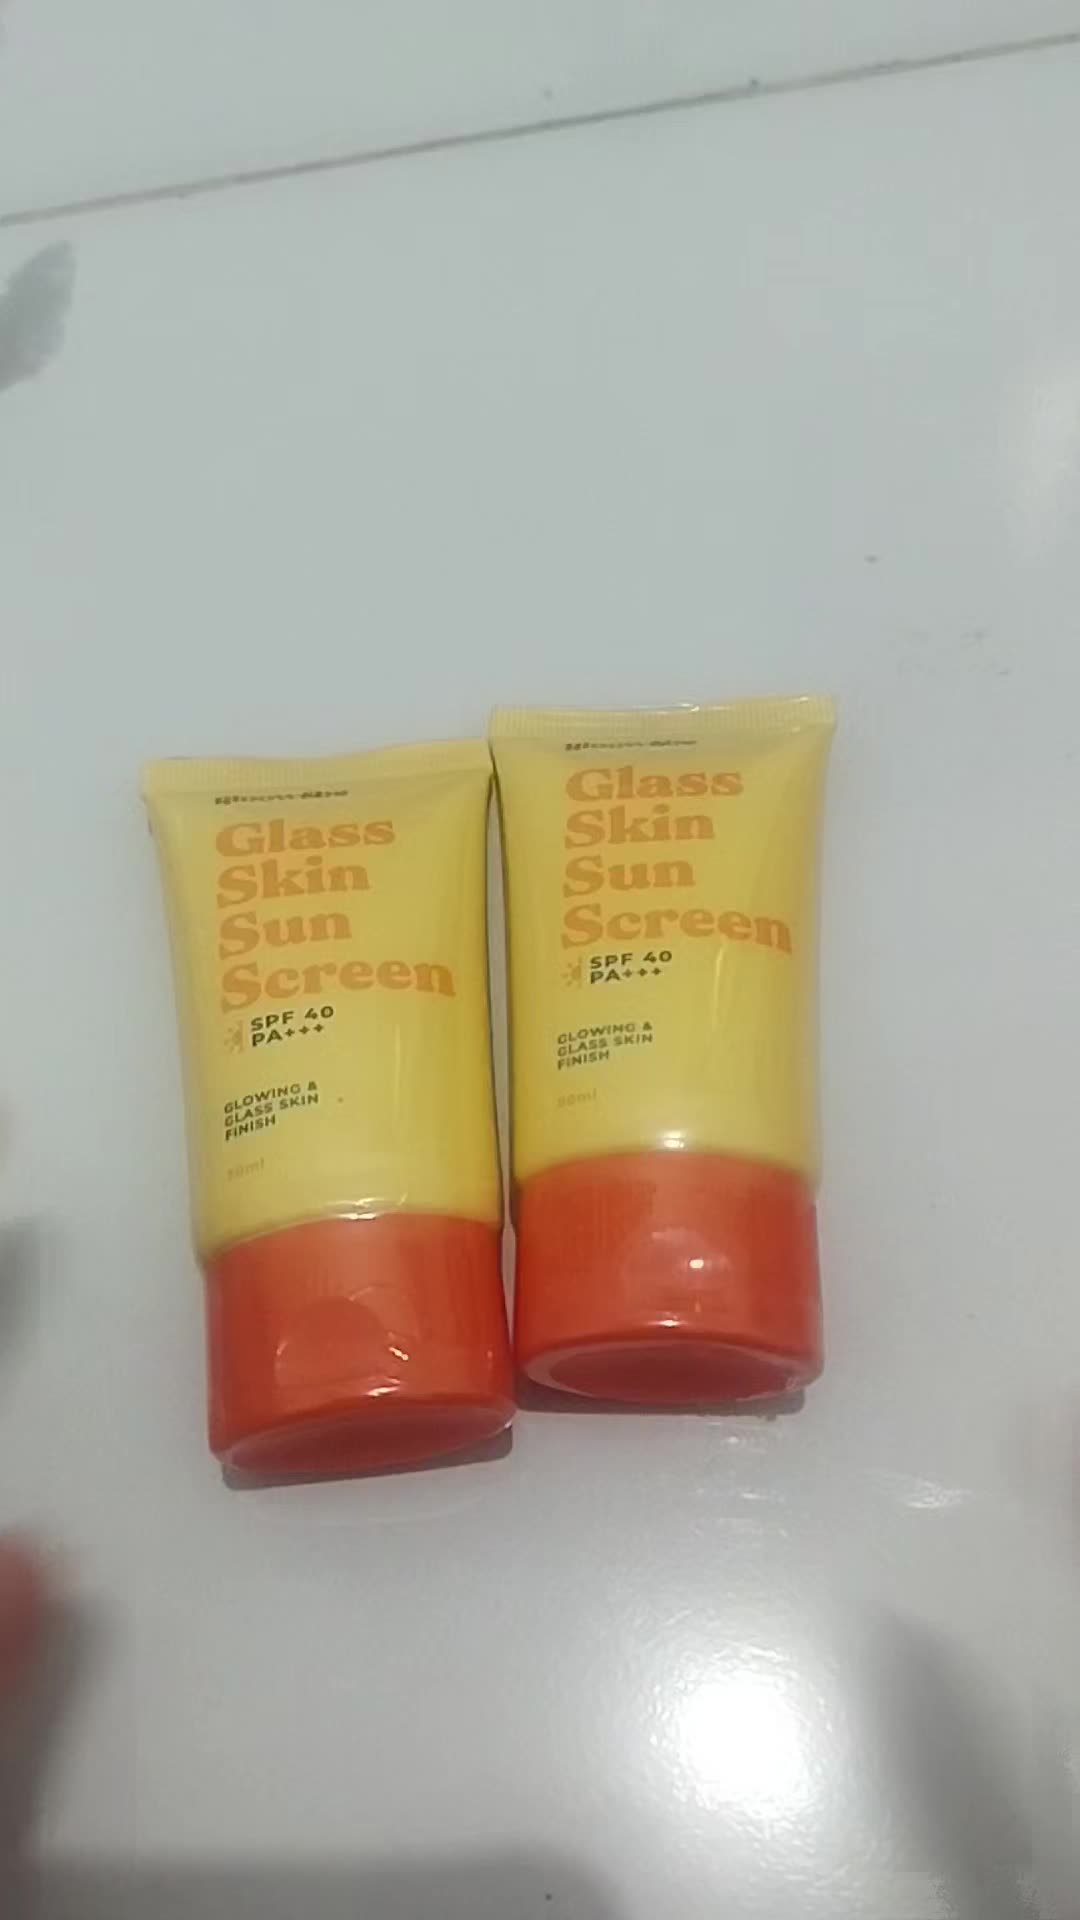 Glass
Skin
Sun
Screen
SPF 40
PA+++
GLOWING &
GLASS SKIN
FINISH
Glass
Skin
Sun
Screen
SPF 40
PA+++
GLOWING &
GLASS SKIN
FINISH